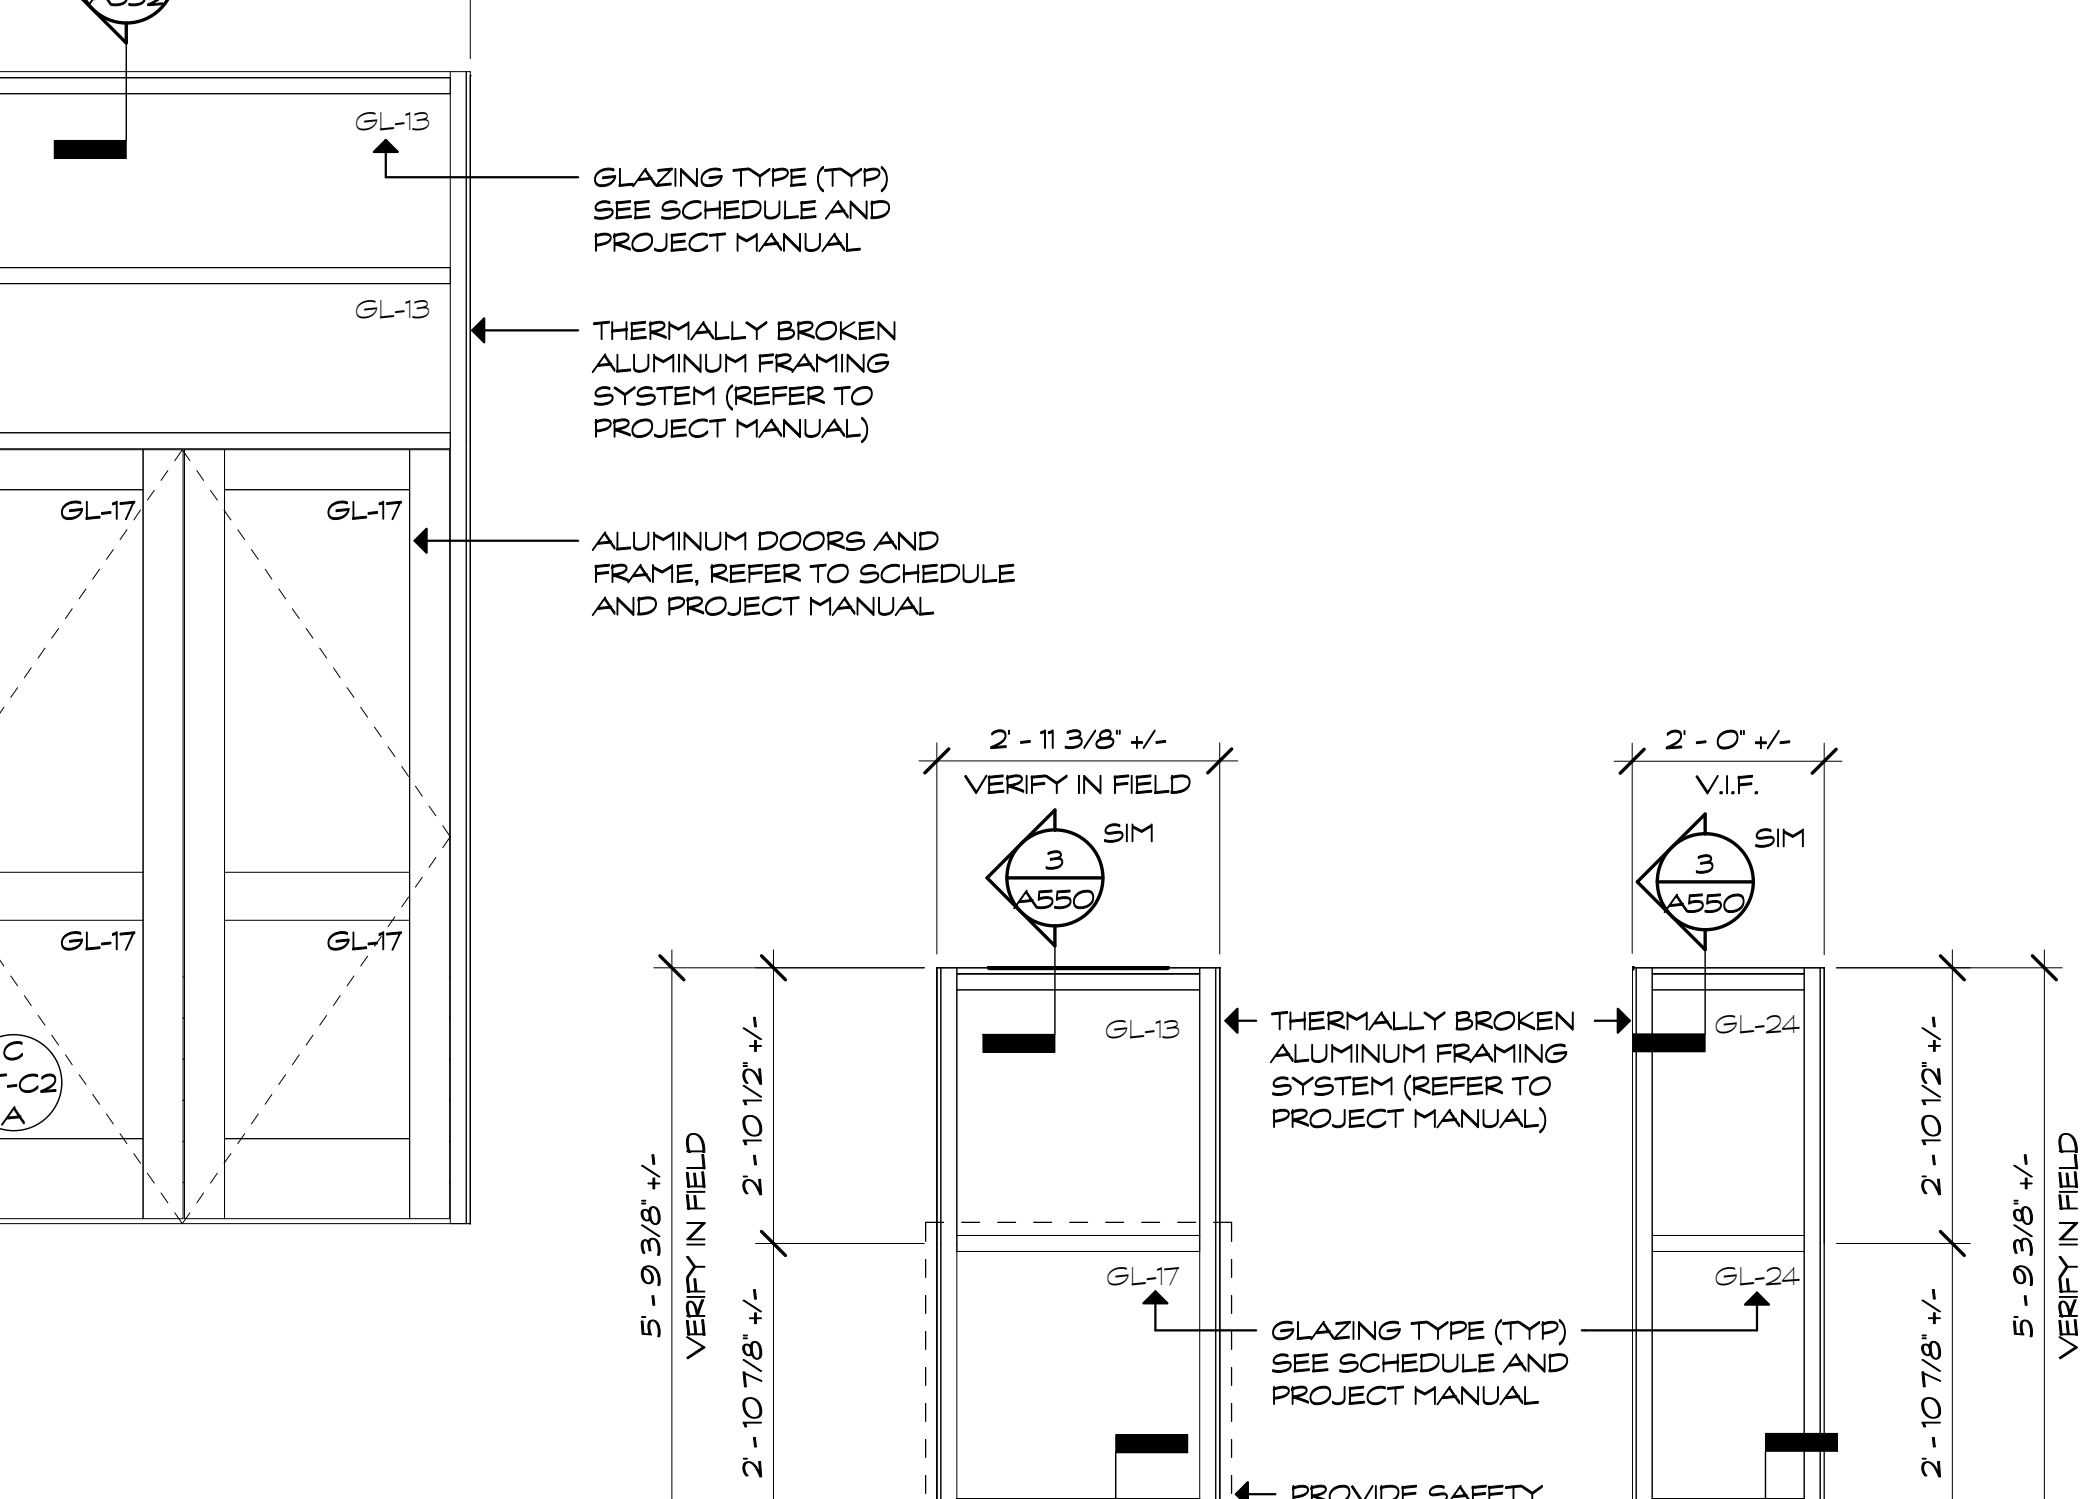 GL-13
GLAZING TYPE (TYP)
SEE SCHEDULE AND
PROJECT MANUAL
GL-13
THERMALLY BROKEN
ALUMINUM FRAMING
SYSTEM (REFER TO
PROJECT MANUAL)
GL-17
GL-17
ALUMINUM DOORS AND
FRAME, REFER TO SCHEDULE
AND PROJECT MANUAL
GL-17
GL-17
C
-C2
A
2' - 11 3/8" +/-
VERIFY IN FIELD
SIM
3
A550
2' - 0" +/-
V.I.F.
SIM
3
A550
5' - 9 3/8" +/-
VERIFY IN FIELD
2' - 10 1/2" +/-
2' - 10 7/8" +/-
GL-13
GL-17
THERMALLY BROKEN
ALUMINUM FRAMING
SYSTEM (REFER TO
PROJECT MANUAL)
GLAZING TYPE (TYP)
SEE SCHEDULE AND
PROJECT MANUAL
PROVIDE SAFETY
GL-24
GL-24
2' - 10 1/2" +/-
2' - 10 7/8" +/-
5' - 9 3/8" +/-
VERIFY IN FIELD